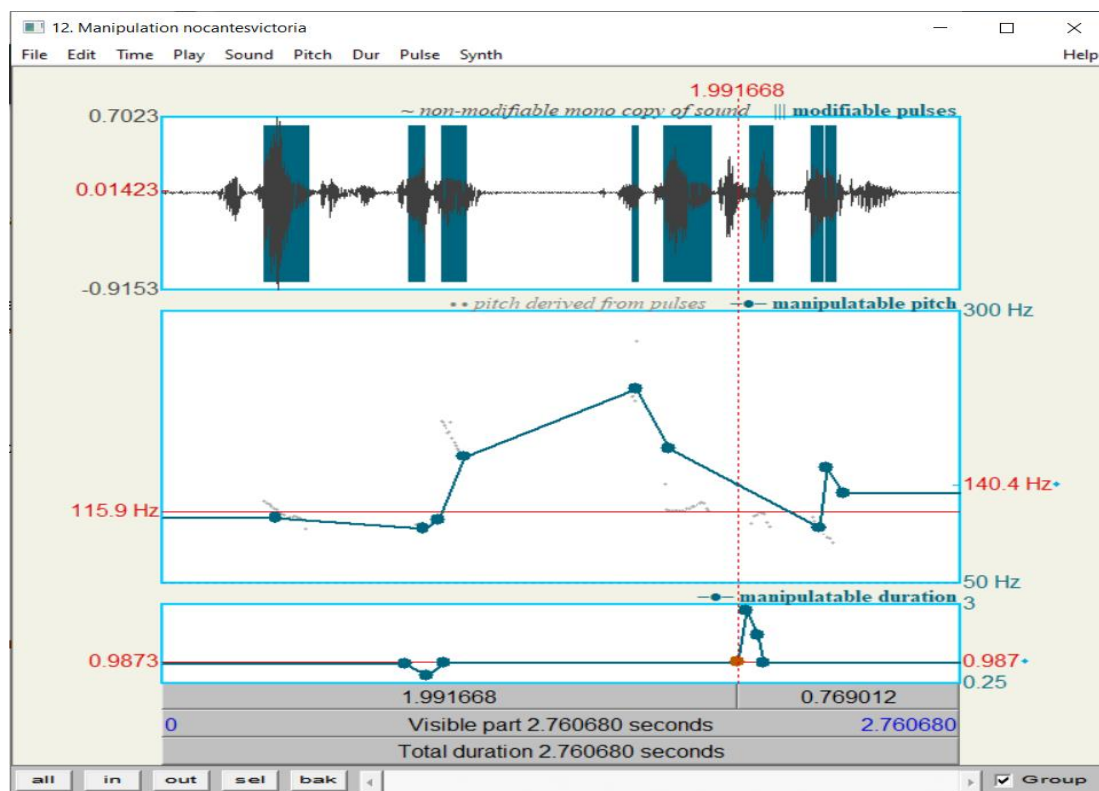 12. Manipulation nocantesvictoria
File Edit Time Play Sound Pitch Dur Pulse Synth Help
1.991668
~ non-modifiable mono copy of sound ||| modifiable pulses
0.7023
0.01423
-0.9153
•• pitch derived from pulses —•— manipulatable pitch
300 Hz
140.4 Hz
115.9 Hz
50 Hz
—•— manipulatable duration
3
0.9873 0.987
0.25
1.991668 0.769012
0 Visible part 2.760680 seconds 2.760680
Total duration 2.760680 seconds
all in out sel bak Group